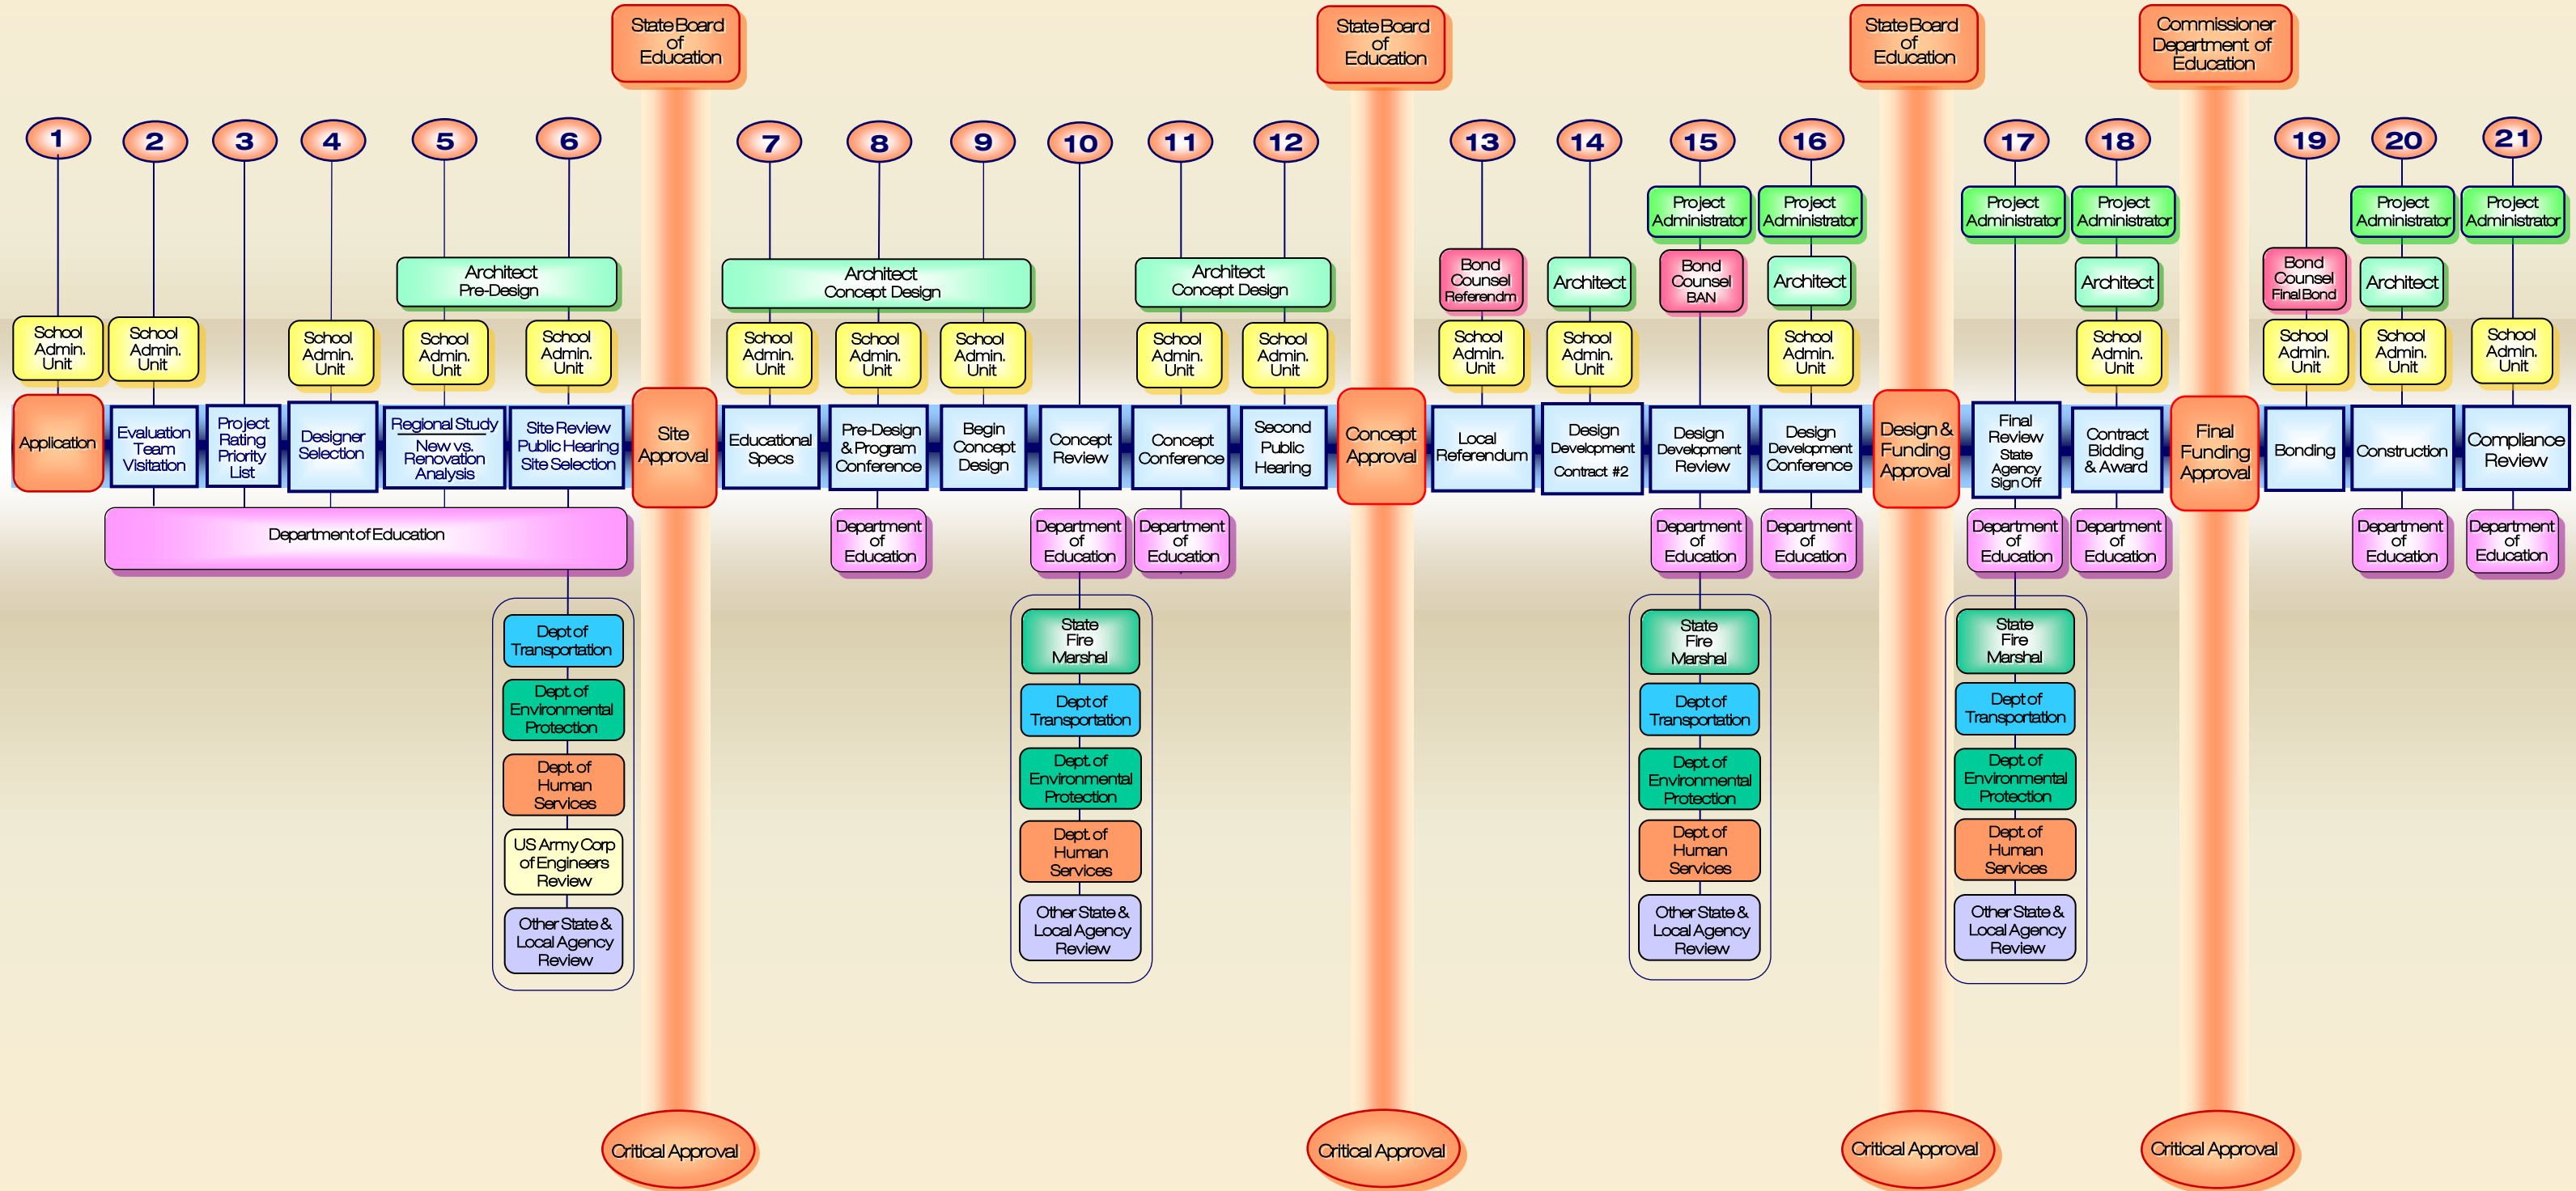 State Board
of
Education
State Board
of
Education
State Board
of
Education
Commissioner
Department of
Education
1
2
3
4
5
6
7
8
9
10
11
12
13
14
15
16
17
18
19
20
21
Project
Administrator
Project
Administrator
Project
Administrator
Project
Administrator
Project
Administrator
Project
Administrator
Architect
Pre-Design
Architect
Concept Design
Architect
Concept Design
Bond
Counsel
Referendm
Architect
Bond
Counsel
BAN
Architect
Architect
Bond
Counsel
Final Bond
Architect
School
Admin.
Unit
School
Admin.
Unit
School
Admin.
Unit
School
Admin.
Unit
School
Admin.
Unit
School
Admin.
Unit
School
Admin.
Unit
School
Admin.
Unit
School
Admin.
Unit
School
Admin.
Unit
School
Admin.
Unit
School
Admin.
Unit
School
Admin.
Unit
School
Admin.
Unit
School
Admin.
Unit
School
Admin.
Unit
School
Admin.
Unit
Application
Evaluation
Team
Visitation
Project
Rating
Priority
List
Designer
Selection
Regional Study
New vs.
Renovation
Analysis
Site Review
Public Hearing
Site Selection
Site
Approval
Educational
Specs
Pre-Design
& Program
Conference
Begin
Concept
Design
Concept
Review
Concept
Conference
Second
Public
Hearing
Concept
Approval
Local
Referendum
Design
Development
Contract #2
Design
Development
Review
Design
Development
Conference
Design &
Funding
Approval
Final
Review
State
Agency
Sign Off
Contract
Bidding
& Award
Final
Funding
Approval
Bonding
Construction
Compliance
Review
Department of Education
Department
of
Education
Department
of
Education
Department
of
Education
Department
of
Education
Department
of
Education
Department
of
Education
Department
of
Education
Department
of
Education
Department
of
Education
Dept of
Transportation
Dept. of
Environmental
Protection
Dept. of
Human
Services
US Army Corp
of Engineers
Review
Other State &
Local Agency
Review
State
Fire
Marshal
Dept of
Transportation
Dept. of
Environmental
Protection
Dept. of
Human
Services
Other State &
Local Agency
Review
State
Fire
Marshal
Dept of
Transportation
Dept. of
Environmental
Protection
Dept. of
Human
Services
Other State &
Local Agency
Review
State
Fire
Marshal
Dept of
Transportation
Dept. of
Environmental
Protection
Dept. of
Human
Services
Other State &
Local Agency
Review
Critical Approval
Critical Approval
Critical Approval
Critical Approval